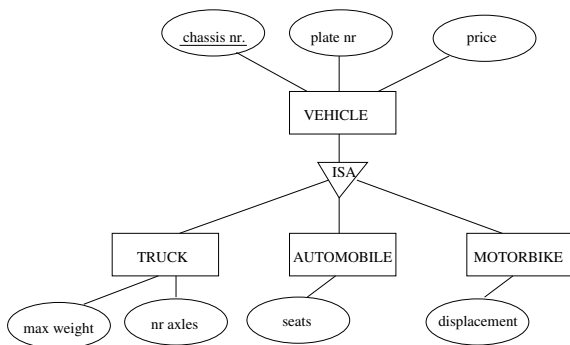 chassis nr.
plate nr
price
VEHICLE
ISA
TRUCK
AUTOMOBILE
MOTORBIKE
max weight
nr axles
seats
displacement